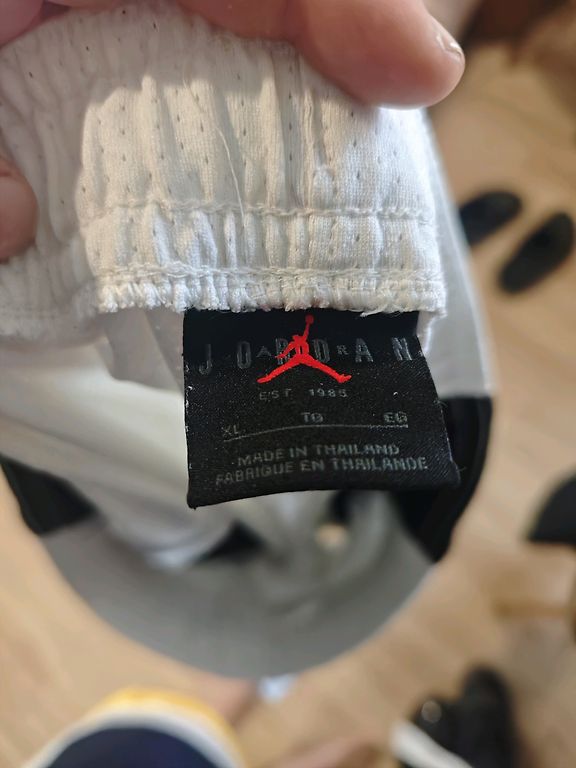 JORDAN
EST. 1985
XL TG EG
MADE IN THAILAND
FABRIQUE EN THAILANDE